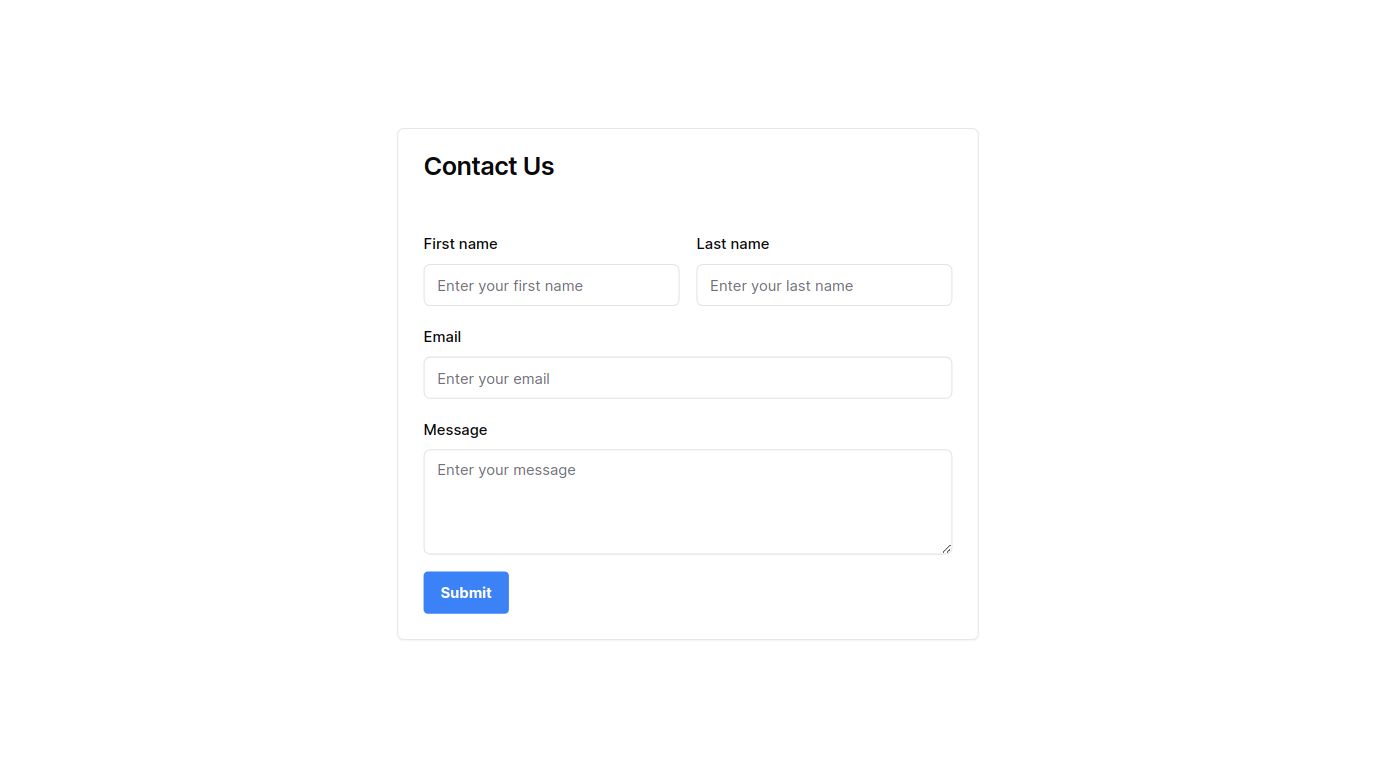 Contact Us
First name
Last name
Enter your first name
Enter your last name
Email
Enter your email
Message
Enter your message
Submit